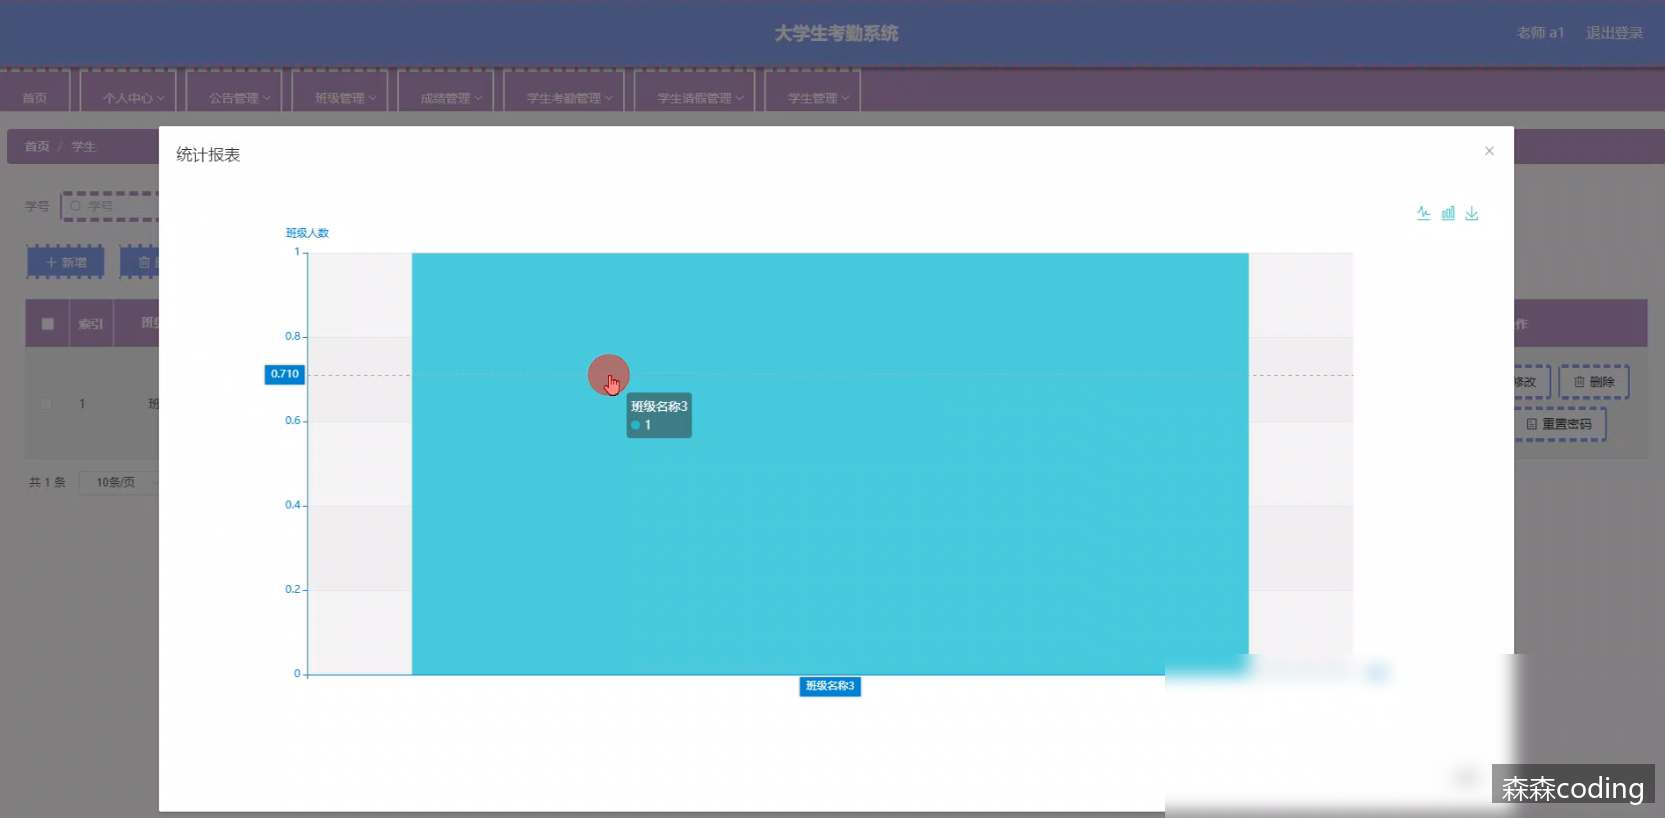 大学生考勤系统
老师 a1 退出登录
首页 个人中心 公告管理 班级管理 成绩管理 学生考勤管理 学生请假管理 学生管理
首页 / 学生
统计报表
学号 学号
班级人数
新增
1
0.8
0.710
0.6
0.4
0.2
0
索引 班级
作
班级名称3
1
1 班
修改 删除
重置密码
共 1 条 10条/页
班级名称3
森森coding